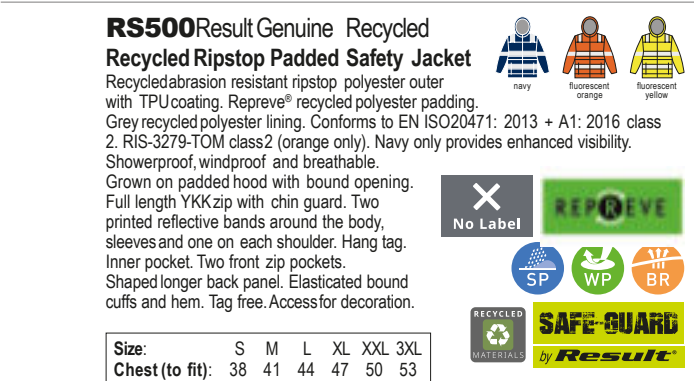 RS500 Result Genuine Recycled
Recycled Ripstop Padded Safety Jacket
Recycled abrasion resistant ripstop polyester outer
with TPU coating. Repreve® recycled polyester padding.
Grey recycled polyester lining. Conforms to EN ISO20471: 2013 + A1: 2016 class
2. RIS-3279-TOM class 2 (orange only). Navy only provides enhanced visibility.
Showerproof, windproof and breathable.
Grown on padded hood with bound opening.
Full length YKK zip with chin guard. Two
printed reflective bands around the body,
sleeves and one on each shoulder. Hang tag.
Inner pocket. Two front zip pockets.
Shaped longer back panel. Elasticated bound
cuffs and hem. Tag free. Access for decoration.
Size: S M L XL XXL 3XL
Chest (to fit): 38 41 44 47 50 53
navy
fluorescent
orange
fluorescent
yellow
No Label
REPREVE
SP
WP
BR
RECYCLED
MATERIALS
SAFE-GUARD
by Result®